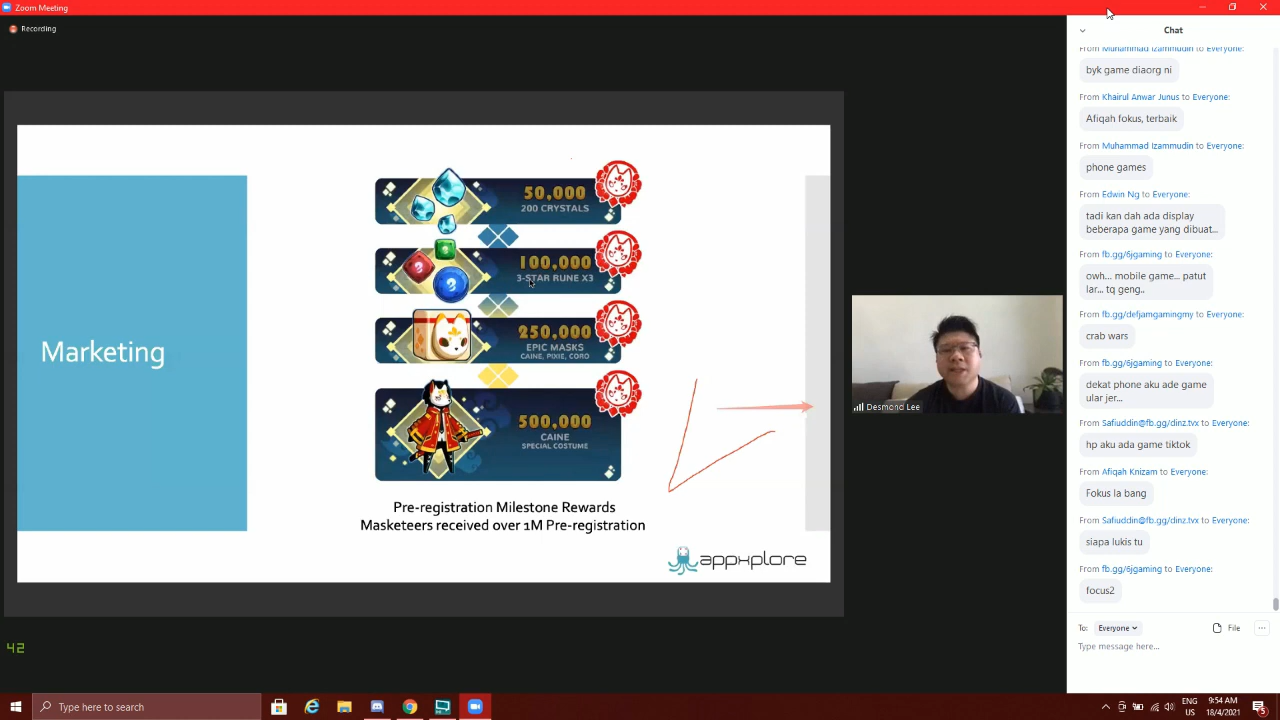 Zoom Meeting
Recording
Marketing
50,000
200 CRYSTALS
100,000
3-STAR RUNE X3
250,000
EPIC MASKS
CAINE, PIXIE, CORO
500,000
CAINE
SPECIAL COSTUME
Pre-registration Milestone Rewards
Masketeers received over 1M Pre-registration
appxplore
Desmond Lee
42
Chat
From Muhammad Izammudin to Everyone:
byk game diaorg ni
From Khairul Anwar Junus to Everyone:
Afiqah fokus, terbaik
From Muhammad Izammudin to Everyone:
phone games
From Edwin Ng to Everyone:
tadi kan dah ada display
beberapa game yang dibuat...
From fb.gg/6jgaming to Everyone:
owh... mobile game... patut
lar... tq geng..
From fb.gg/defjamgamingmy to Everyone:
crab wars
From fb.gg/6jgaming to Everyone:
dekat phone aku ade game
ular jer...
From Safiuddin@fb.gg/dinz.tvx to Everyone:
hp aku ada game tiktok
From Afiqah Knizam to Everyone:
Fokus la bang
From Safiuddin@fb.gg/dinz.tvx to Everyone:
siapa lukis tu
From fb.gg/6jgaming to Everyone:
focus2
To: Everyone
File
Type message here...
Type here to search
ENG
US
9:54 AM
18/4/2021
5